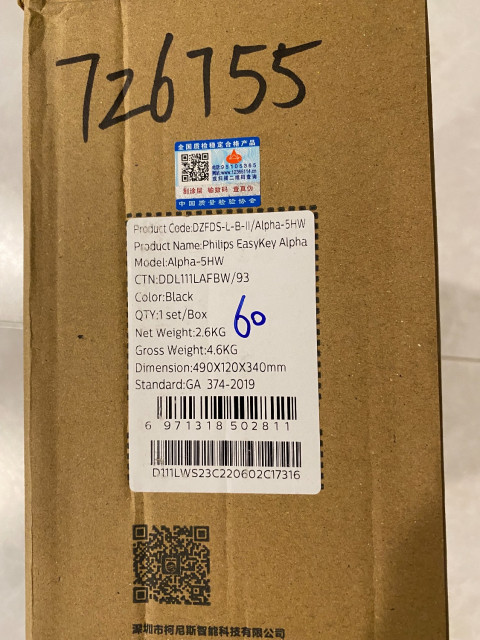 726755
全国质检稳定合格产品
刮涂层 输数码 查真伪
中国质量检验协会
Product Code:DZFDS-L-B-II/Alpha-5HW
Product Name:Philips EasyKey Alpha
Model:Alpha-5HW
CTN:DDL111LAFBW/93
Color:Black
QTY:1 set/Box
60
Net Weight:2.6KG
Gross Weight:4.6KG
Dimension:490X120X340mm
Standard:GA 374-2019
6 971318 502811
D111LWS23C220602C17316
深圳市柯尼斯智能科技有限公司